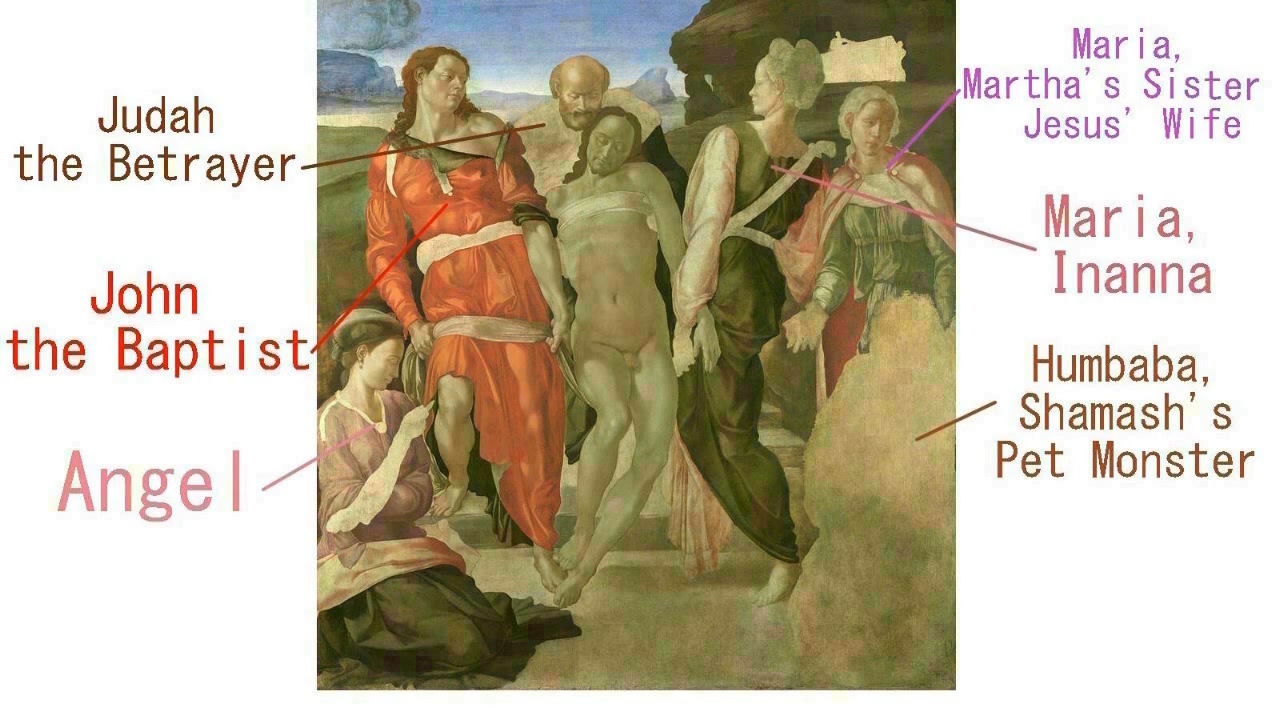 Judah
the Betrayer
John
the Baptist
Angel
Maria,
Martha's Sister
Jesus' Wife
Maria,
Inanna
Humbaba,
Shamash's
Pet Monster